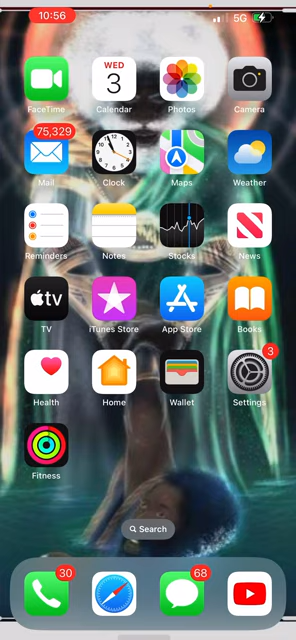 10:56 5G
WED
3
FaceTime Calendar Photos Camera
75,329
Mail Clock Maps Weather
Reminders Notes Stocks News
tv
TV iTunes Store App Store Books
3
Health Home Wallet Settings
Fitness
Search
30 68